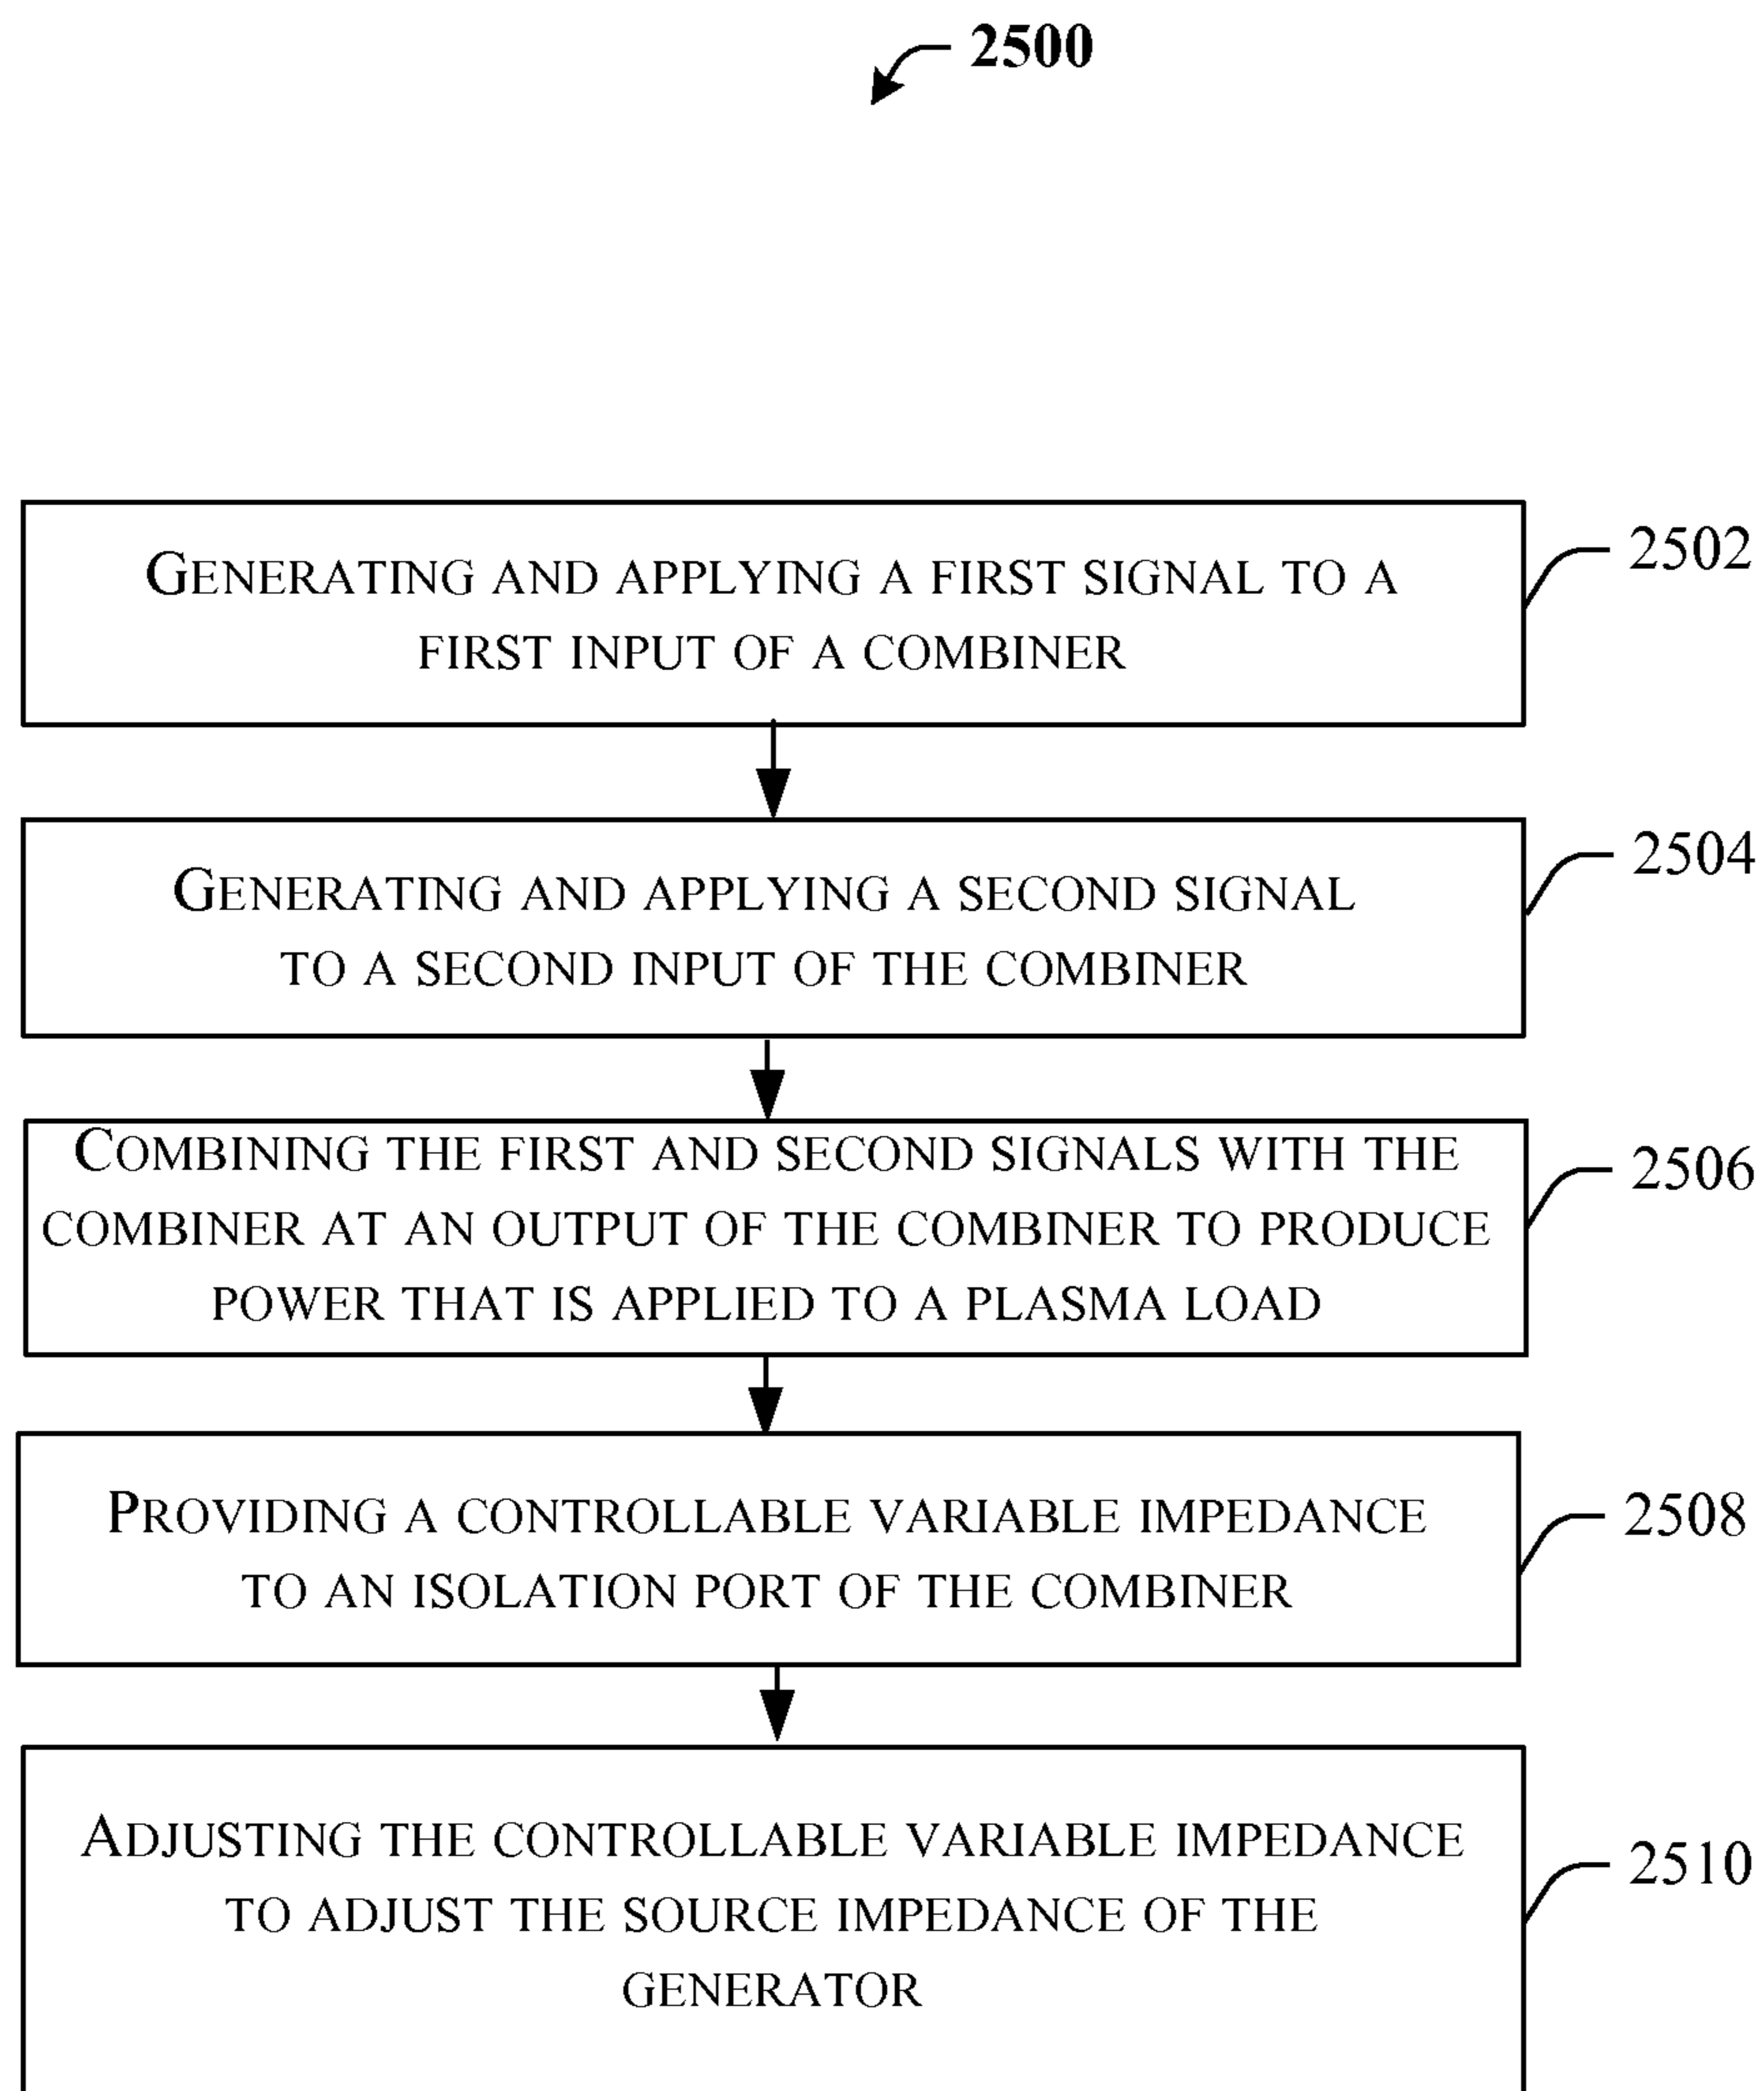 2500
GENERATING AND APPLYING A FIRST SIGNAL TO A
2502
FIRST INPUT OF A COMBINER
GENERATING AND APPLYING A SECOND SIGNAL
2504
TO A SECOND INPUT OF THE COMBINER
COMBINING THE FIRST AND SECOND SIGNALS WITH THE
2506
COMBINER AT AN OUTPUT OF THE COMBINER TO PRODUCE
POWER THAT IS APPLIED TO A PLASMA LOAD
PROVIDING A CONTROLLABLE VARIABLE IMPEDANCE
2508
TO AN ISOLATION PORT OF THE COMBINER
ADJUSTING THE CONTROLLABLE VARIABLE IMPEDANCE
2510
TO ADJUST THE SOURCE IMPEDANCE OF THE
GENERATOR